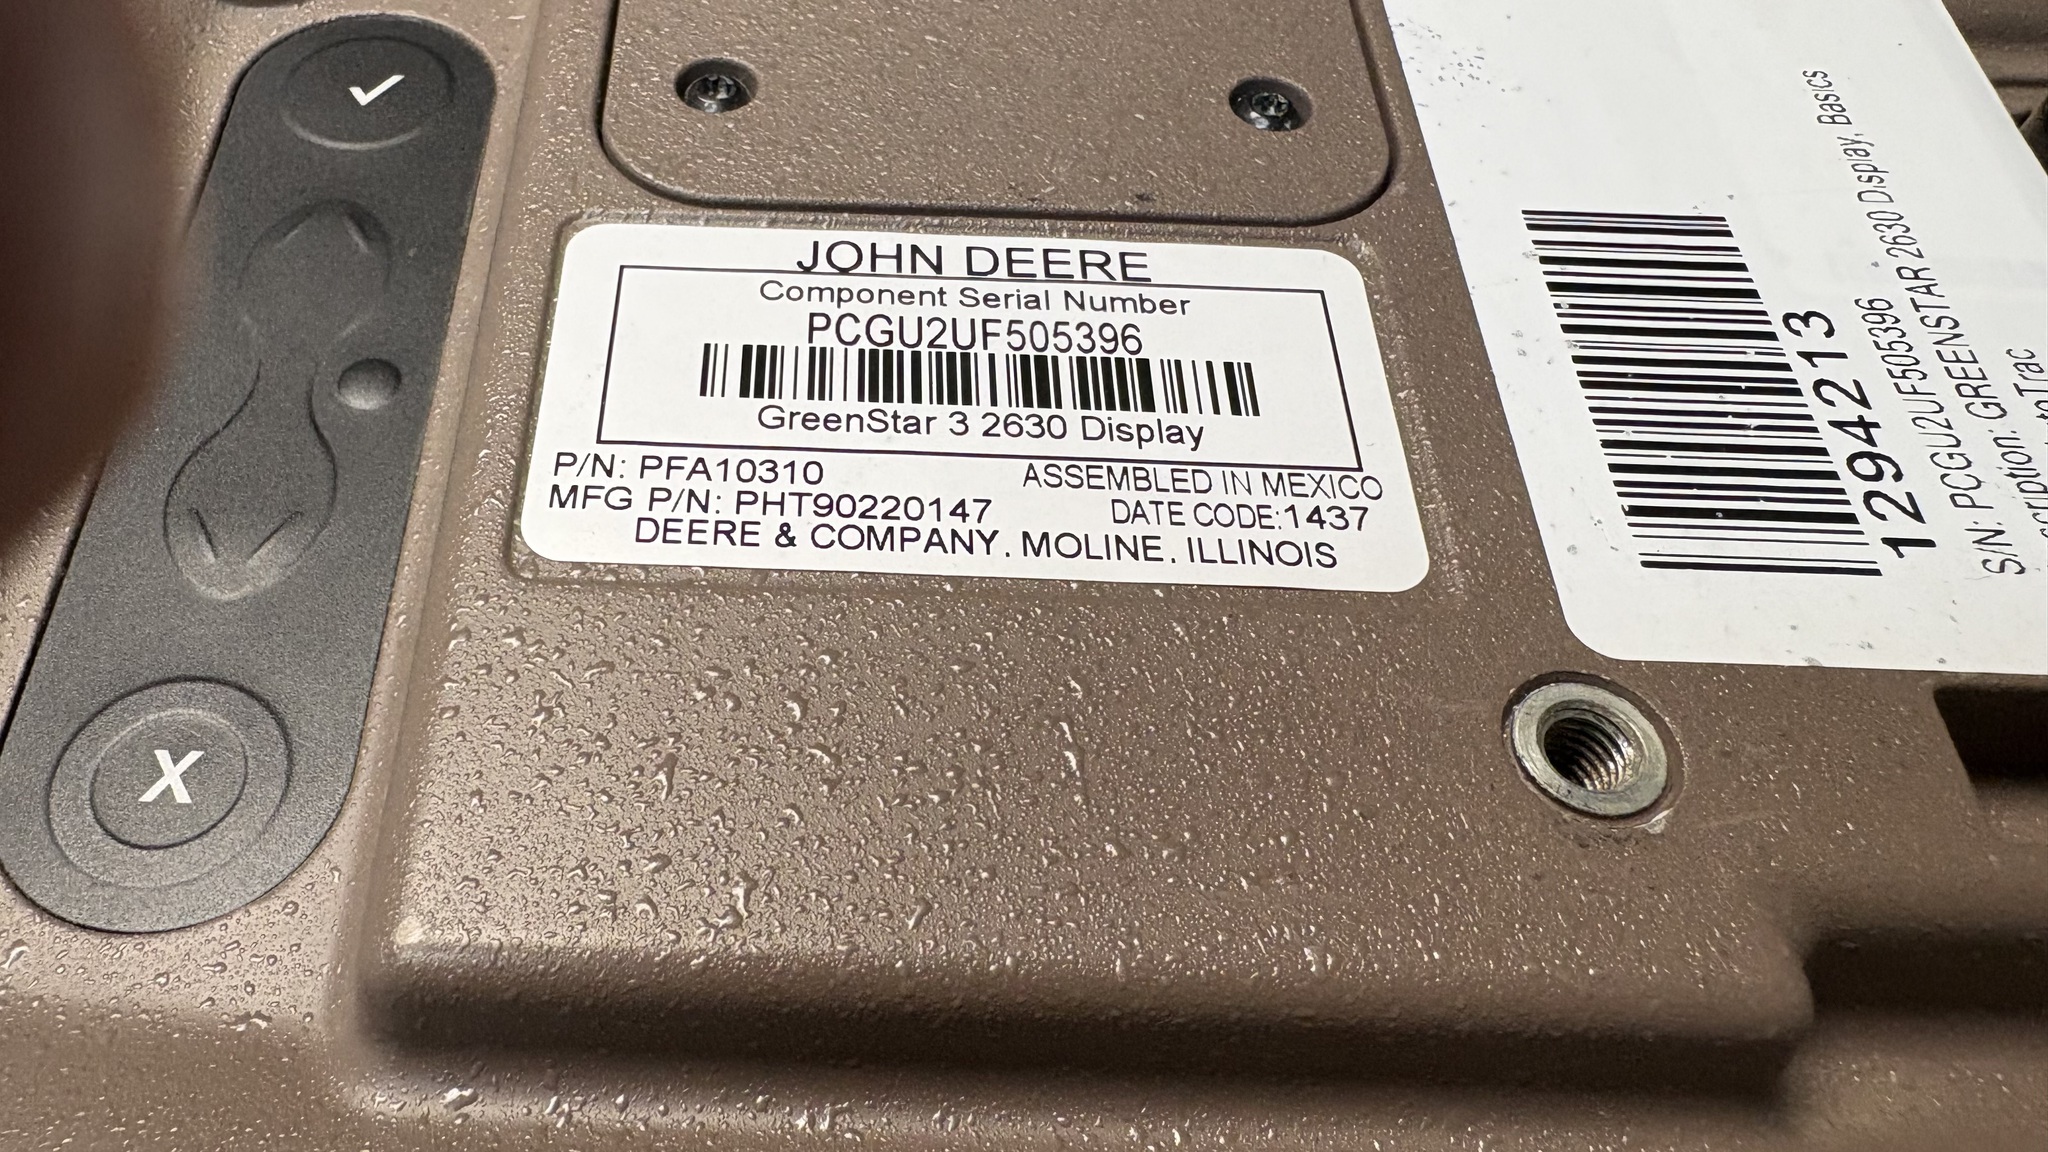 JOHN DEERE
Component Serial Number
PCGU2UF505396
GreenStar 3 2630 Display
P/N: PFA10310
ASSEMBLED IN MEXICO
MFG P/N: PHT90220147
DATE CODE:1437
DEERE & COMPANY. MOLINE. ILLINOIS
X
1294213
S/N: PCGU2UF505396
GREENSTAR 2630 Display, Basics